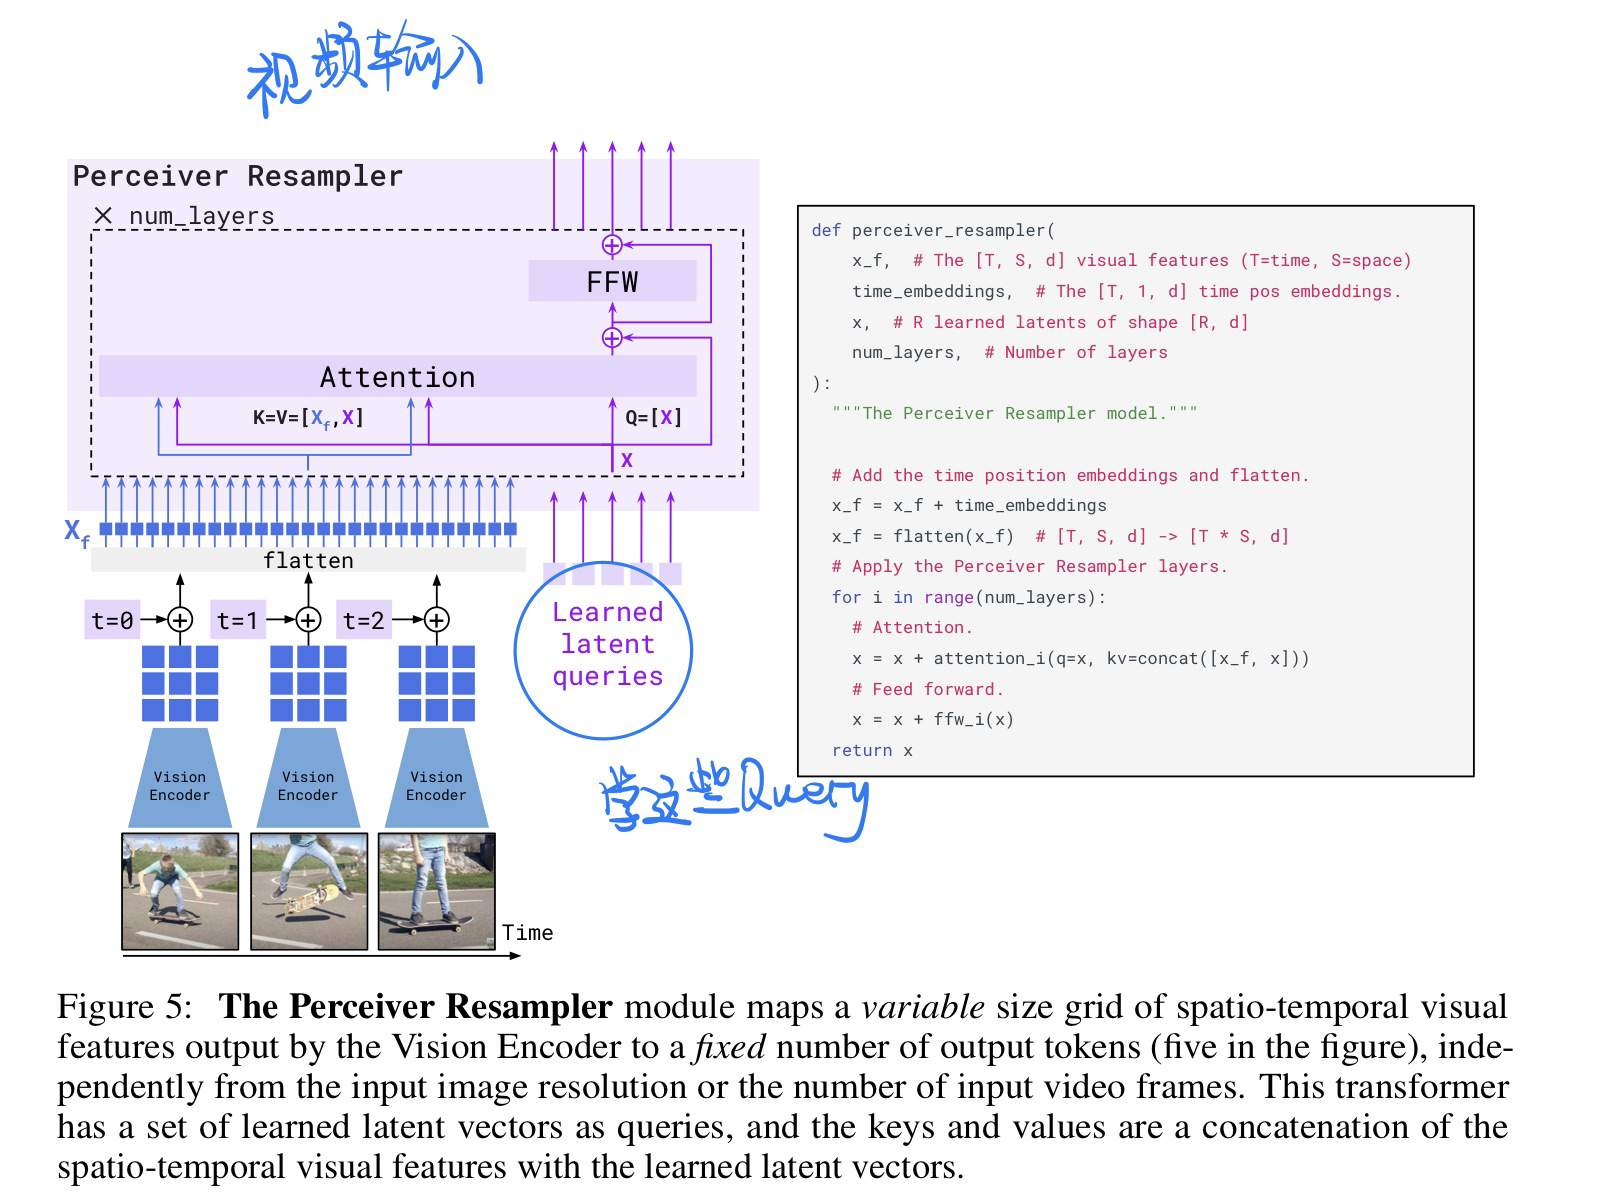 视频输入
Perceiver Resampler
× num_layers
FFW
Attention
K=V=[Xf,X]
Q=[X]
X
Xf
flatten
t=0
t=1
t=2
Learned
latent
queries
学这些Query
Vision
Encoder
Vision
Encoder
Vision
Encoder
Time
def perceiver_resampler(
    x_f,  # The [T, S, d] visual features (T=time, S=space)
    time_embeddings,  # The [T, 1, d] time pos embeddings.
    x,  # R learned latents of shape [R, d]
    num_layers,  # Number of layers
):
  """The Perceiver Resampler model."""
  # Add the time position embeddings and flatten.
  x_f = x_f + time_embeddings
  x_f = flatten(x_f)  # [T, S, d] -> [T * S, d]
  # Apply the Perceiver Resampler layers.
  for i in range(num_layers):
    # Attention.
    x = x + attention_i(q=x, kv=concat([x_f, x]))
    # Feed forward.
    x = x + ffw_i(x)
  return x
Figure 5: The Perceiver Resampler module maps a variable size grid of spatio-temporal visual
features output by the Vision Encoder to a fixed number of output tokens (five in the figure), inde-
pendently from the input image resolution or the number of input video frames. This transformer
has a set of learned latent vectors as queries, and the keys and values are a concatenation of the
spatio-temporal visual features with the learned latent vectors.